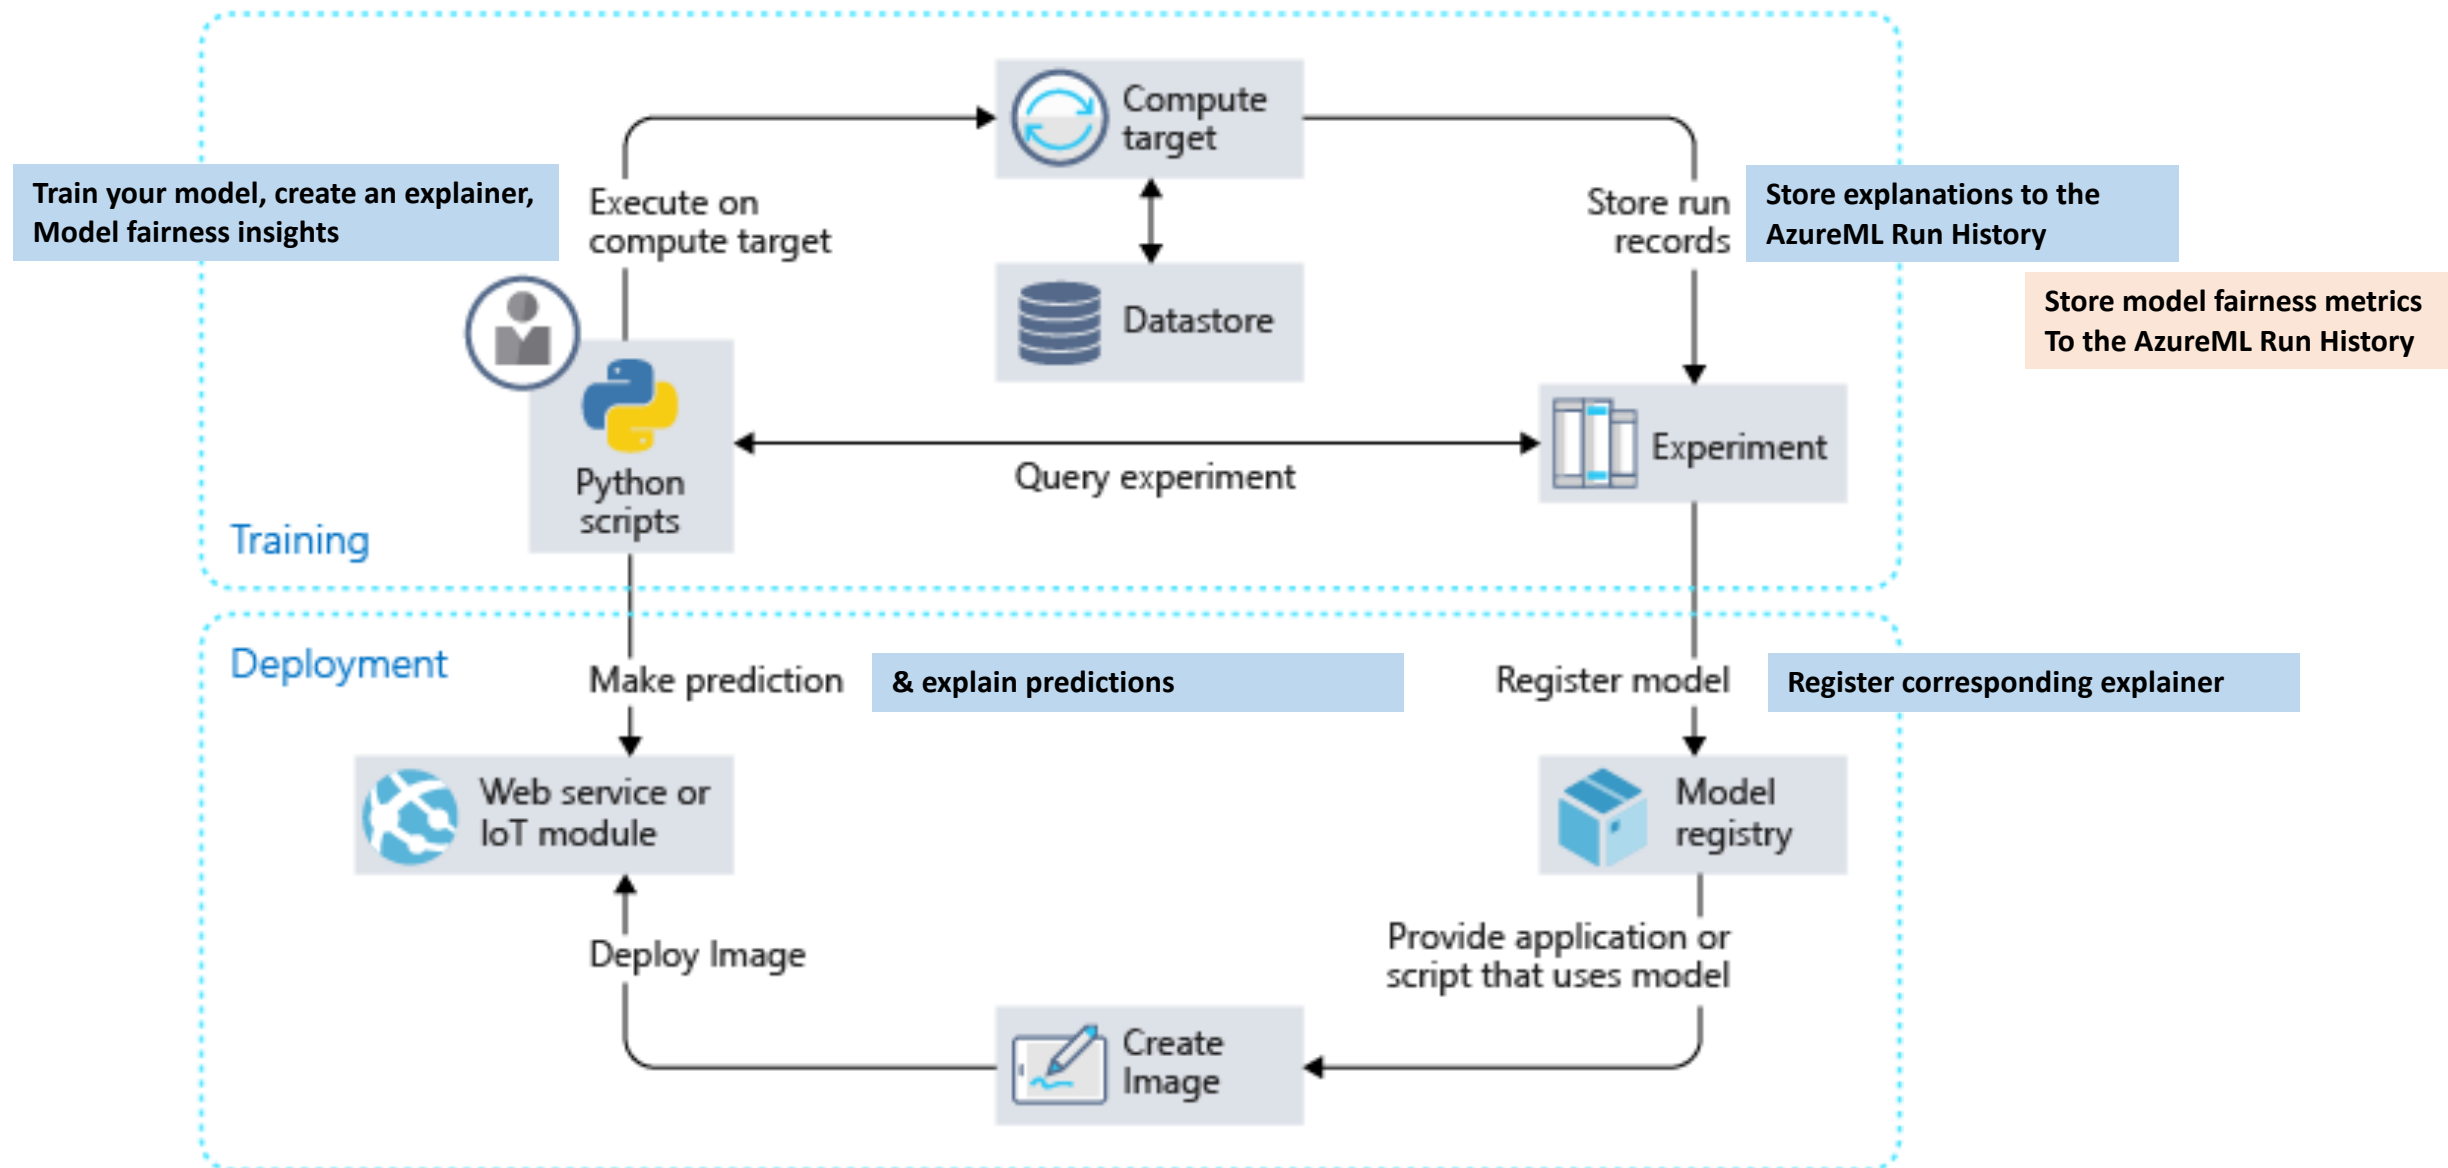 Compute
target
Train your model, create an explainer,
Model fairness insights
Execute on
compute target
Store run
records
Store explanations to the
AzureML Run History
Store model fairness metrics
To the AzureML Run History
Datastore
Python
scripts
Query experiment
Experiment
Training
Deployment
Make prediction
& explain predictions
Register model
Register corresponding explainer
Web service or
IoT module
Model
registry
Deploy Image
Provide application or
script that uses model
Create
Image